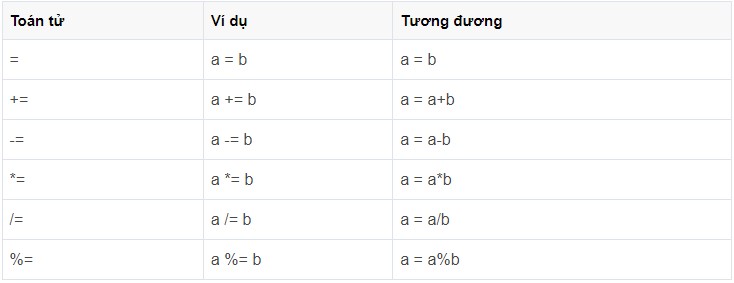 Toán tử Ví dụ Tương đương
= a = b a = b
+= a += b a = a+b
-= a -= b a = a-b
*= a *= b a = a*b
/= a /= b a = a/b
%= a %= b a = a%b